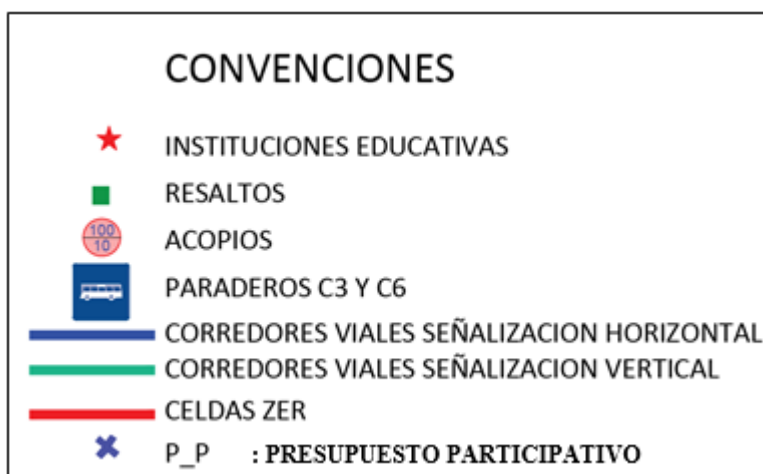 CONVENCIONES
INSTITUCIONES EDUCATIVAS
RESALTOS
100
10
ACOPIOS
PARADEROS C3 Y C6
CORREDORES VIALES SEÑALIZACION HORIZONTAL
CORREDORES VIALES SEÑALIZACION VERTICAL
CELDAS ZER
P_P : PRESUPUESTO PARTICIPATIVO